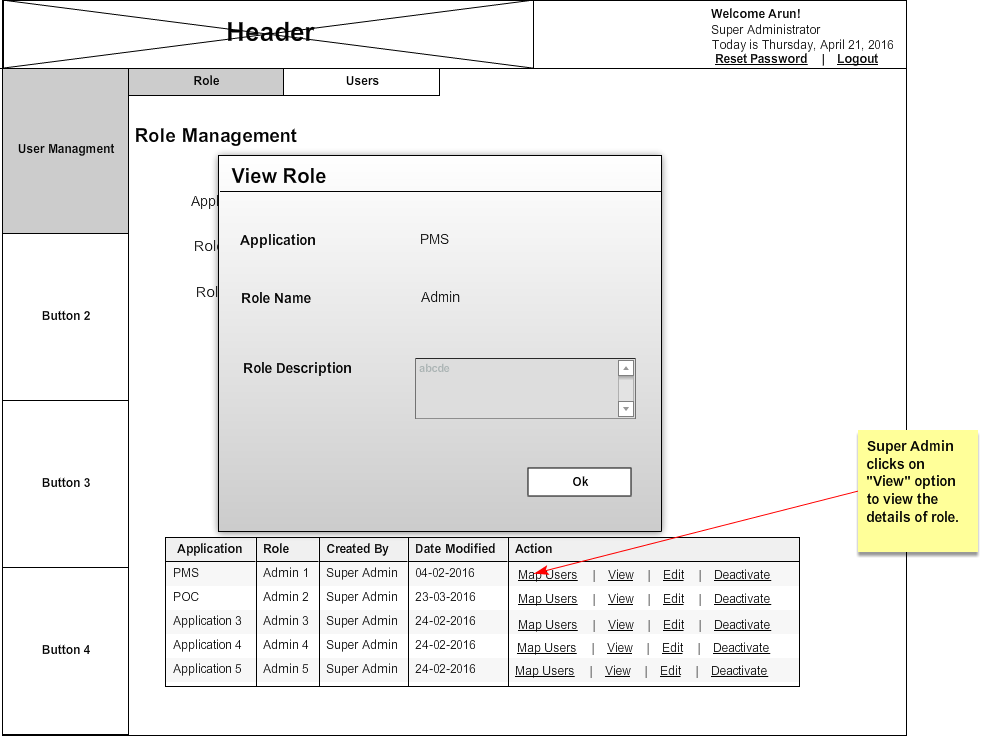 Header
Welcome Arun!
Super Administrator
Today is Thursday, April 21, 2016
Reset Password | Logout
Role Users
User Managment
Button 2
Button 3
Button 4
Role Management
Appl
Role
Rol
View Role
Application PMS
Role Name Admin
Role Description abcde
Ok
Super Admin
clicks on
"View" option
to view the
details of role.
Application Role Created By Date Modified Action
PMS Admin 1 Super Admin 04-02-2016 Map Users | View | Edit | Deactivate
POC Admin 2 Super Admin 23-03-2016 Map Users | View | Edit | Deactivate
Application 3 Admin 3 Super Admin 24-02-2016 Map Users | View | Edit | Deactivate
Application 4 Admin 4 Super Admin 24-02-2016 Map Users | View | Edit | Deactivate
Application 5 Admin 5 Super Admin 24-02-2016 Map Users | View | Edit | Deactivate